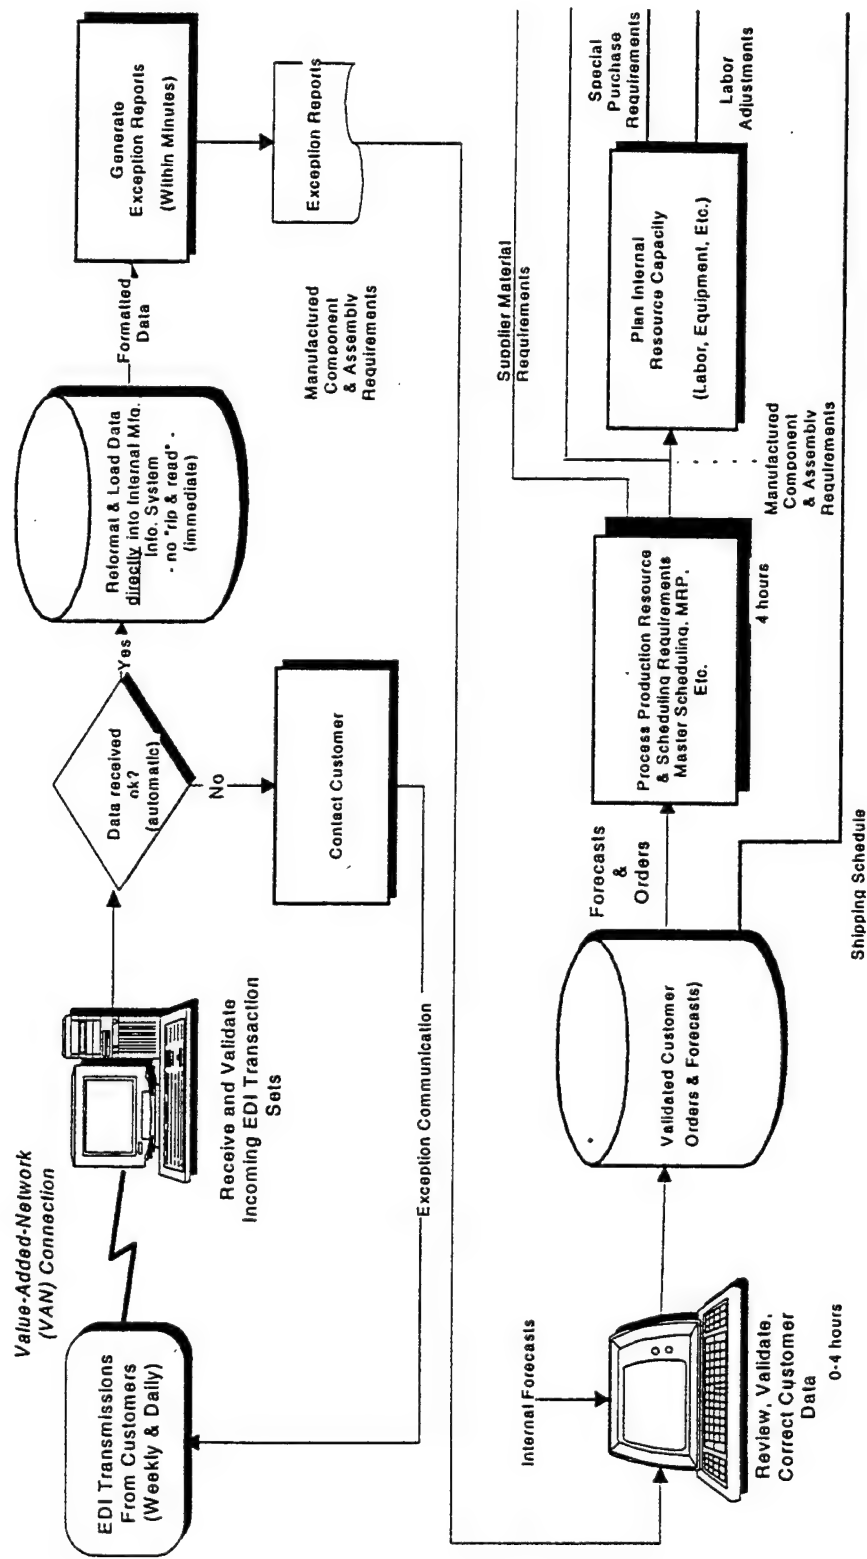 Value-Added-Network
(VAN) Connection
EDI Transmissions
From Customers
(Weekly & Daily)
Receive and Validate
Incoming EDI Transaction
Sets
Data received
ok?
(automatic)
Yes
No
Contact Customer
Exception Communication
Reformat & Load Data
directly into Internal Mfg.
Info. System
- no "rip & read" -
(immediate)
Formatted
Data
Generate
Exception Reports
(Within Minutes)
Exception Reports
Manufactured
Component
& Assembly
Requirements
Internal Forecasts
Review, Validate,
Correct Customer
Data
0-4 hours
Validated Customer
Orders & Forecasts)
Forecasts
&
Orders
Shipping Schedule
Process Production Resource
& Scheduling Requirements
Master Scheduling, MRP,
Etc.
4 hours
Supplier Material
Requirements
Manufactured
Component
& Assembly
Requirements
Plan Internal
Resource Capacity
(Labor, Equipment, Etc.)
Special
Purchase
Requirements
Labor
Adjustments